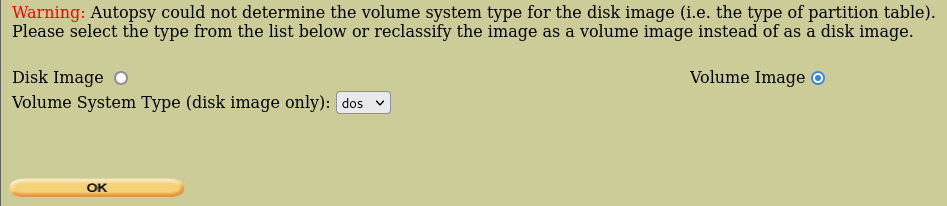 Warning: Autopsy could not determine the volume system type for the disk image (i.e. the type of partition table).
Please select the type from the list below or reclassify the image as a volume image instead of as a disk image.
Disk Image Volume Image
Volume System Type (disk image only): dos
OK